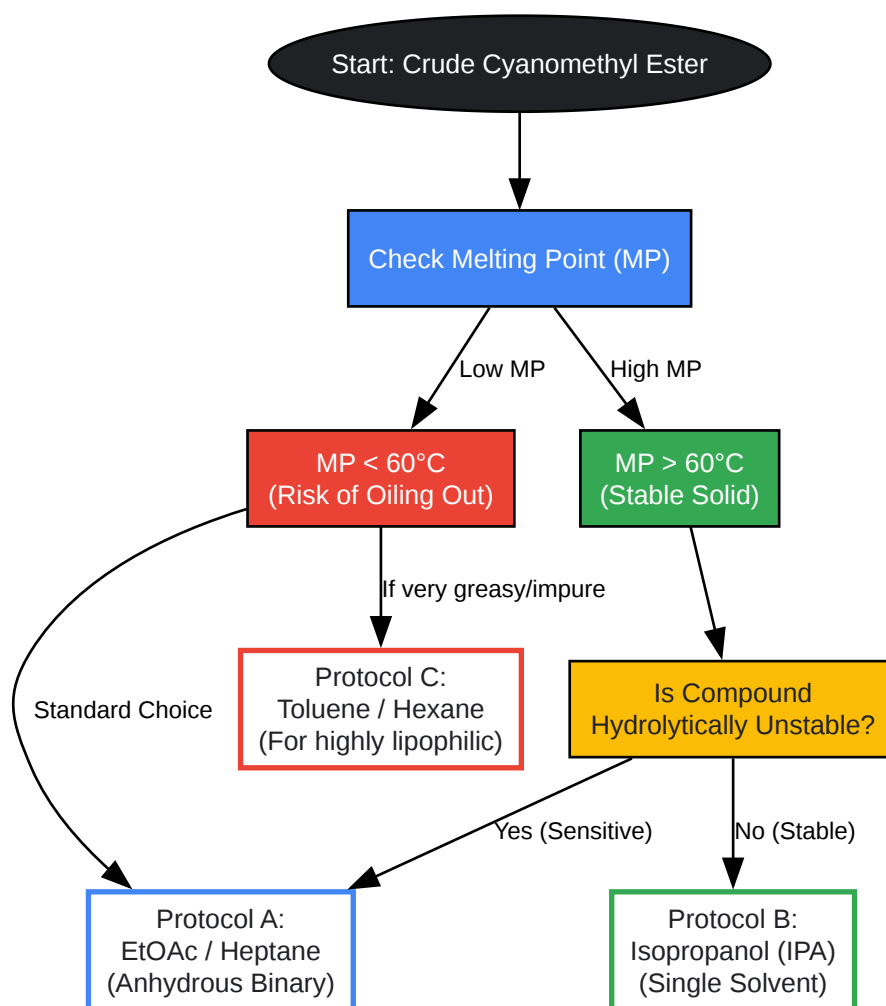 Start: Crude Cyanomethyl Ester
Check Melting Point (MP)
Low MP
High MP
MP < 60°C
(Risk of Oiling Out)
MP > 60°C
(Stable Solid)
If very greasy/impure
Protocol C:
Toluene / Hexane
(For highly lipophilic)
Is Compound
Hydrolytically Unstable?
Standard Choice
Yes (Sensitive)
No (Stable)
Protocol A:
EtOAc / Heptane
(Anhydrous Binary)
Protocol B:
Isopropanol (IPA)
(Single Solvent)